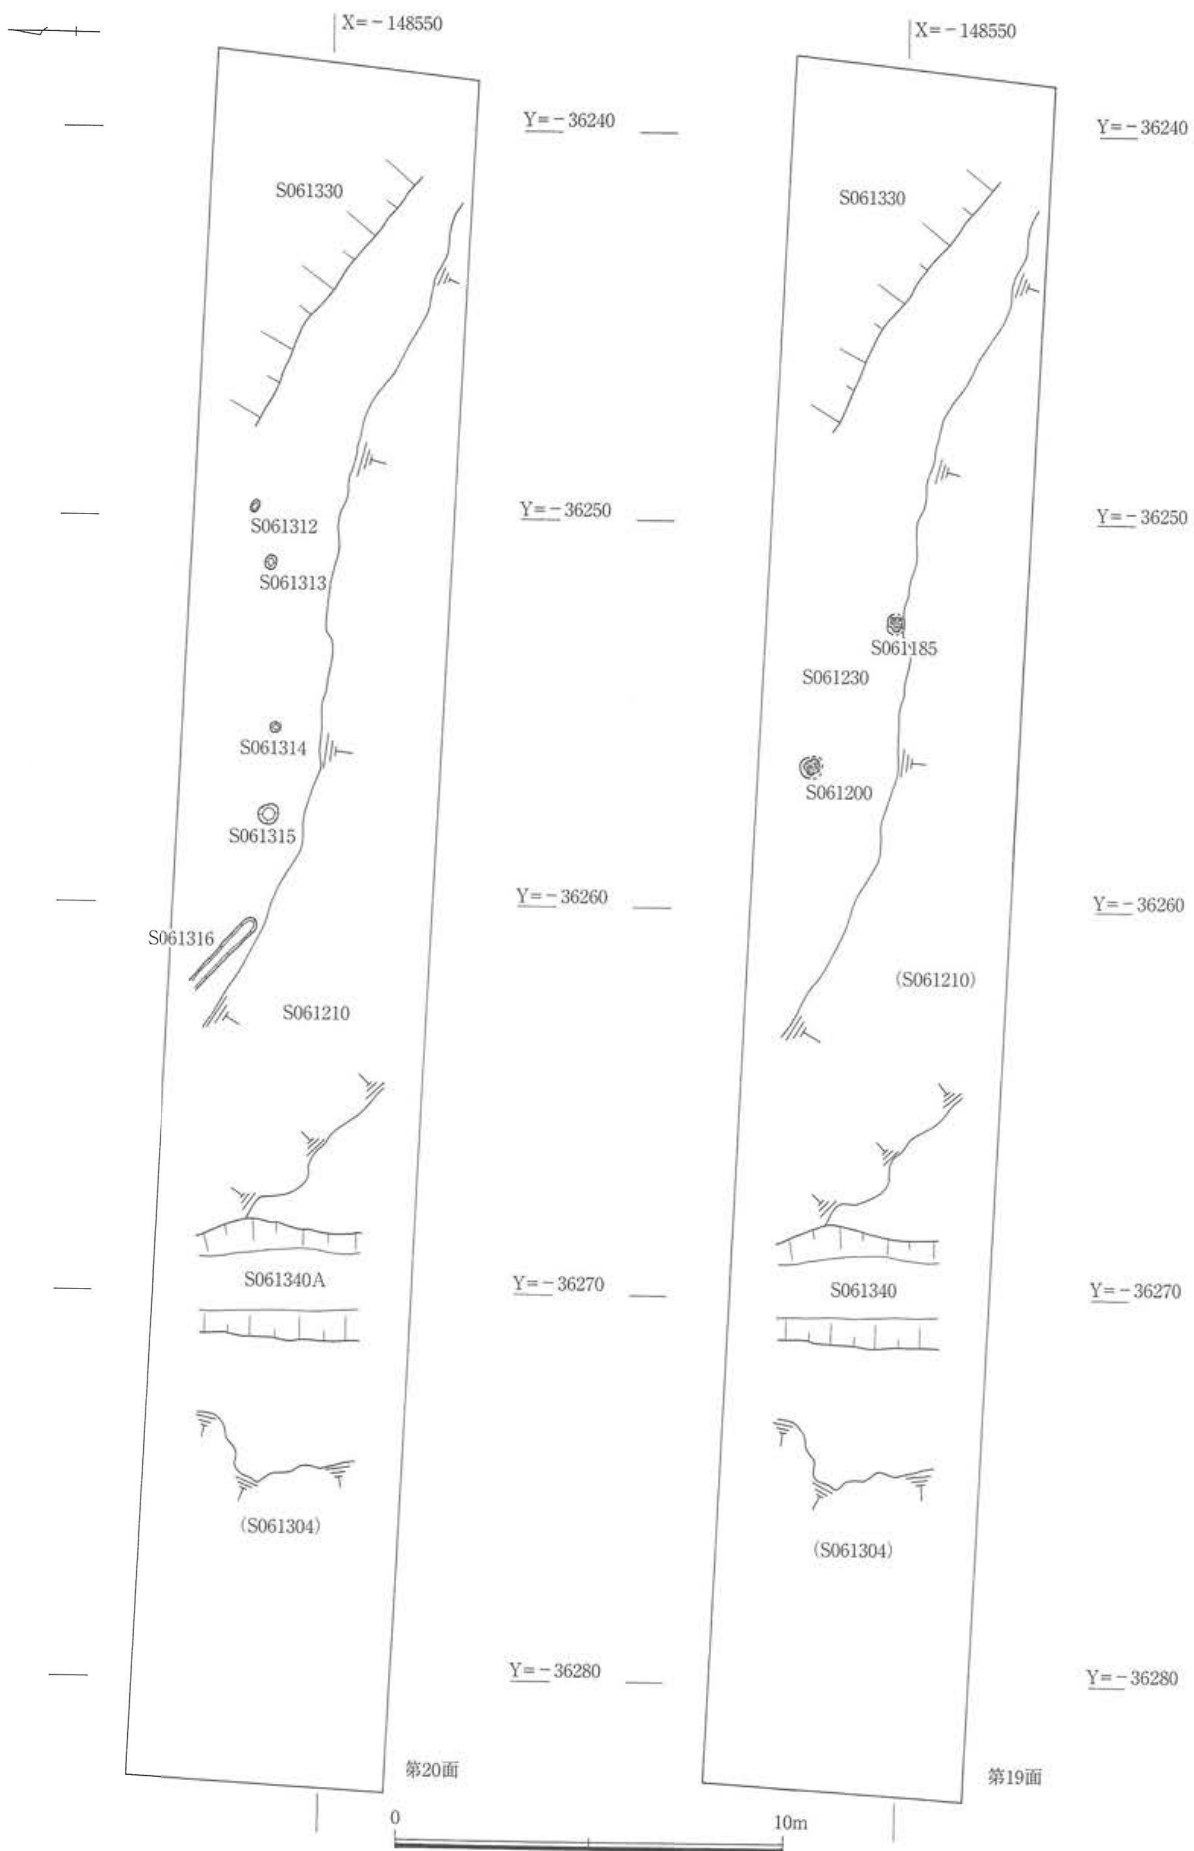 X=-148550
Y=-36240
S061330
Y=-36250
S061312
S061313
S061314
S061315
Y=-36260
S061316
S061210
S061340A
Y=-36270
(S061304)
Y=-36280
第20面
X=-148550
Y=-36240
S061330
Y=-36250
S061185
S061230
S061200
Y=-36260
(S061210)
S061340
Y=-36270
(S061304)
Y=-36280
第19面
0 10m